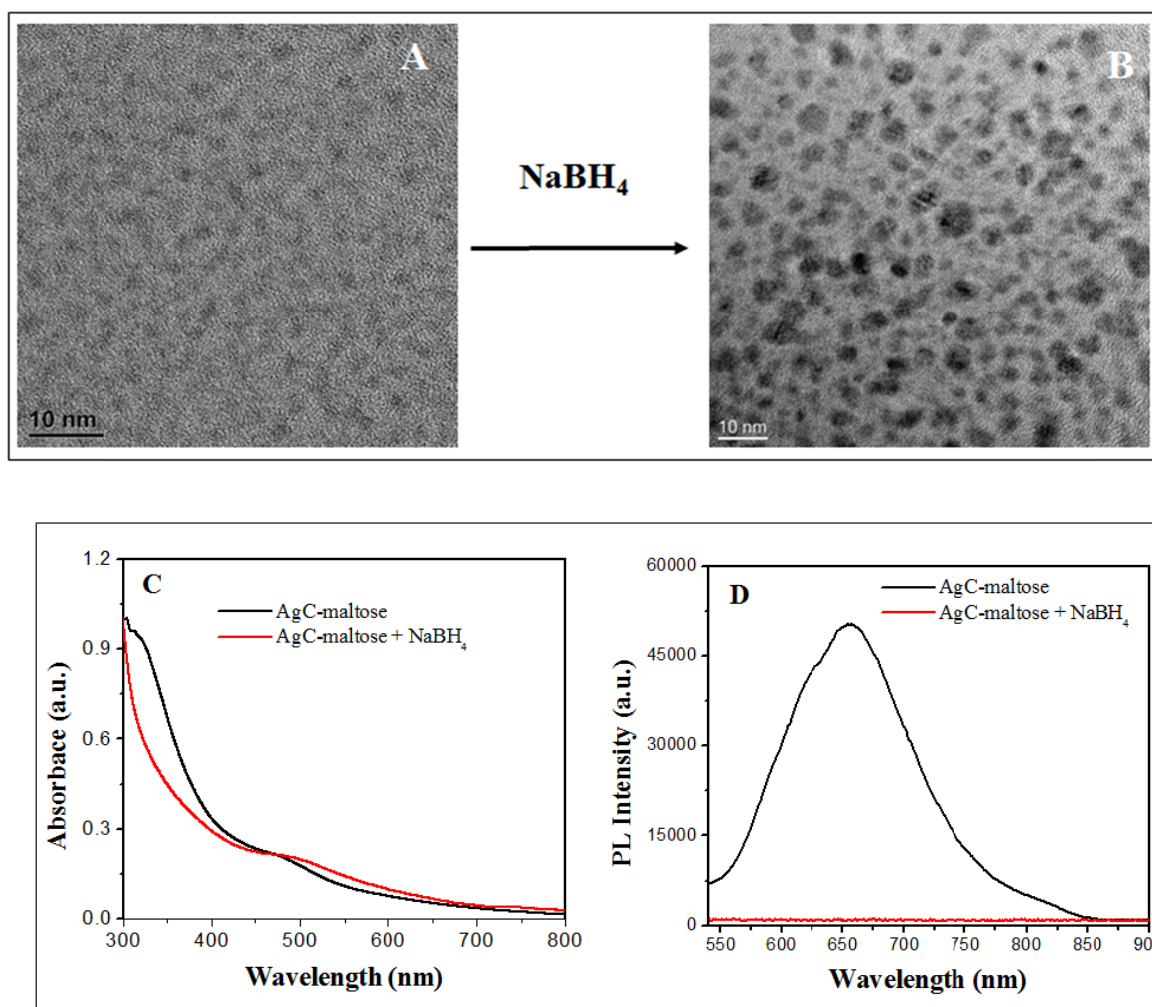 A
B
NaBH₄
10 nm
10 nm
C
AgC-maltose
AgC-maltose + NaBH₄
1.2
0.9
0.6
0.3
0.0
Absorbace (a.u.)
300 400 500 600 700 800
Wavelength (nm)
D
AgC-maltose
AgC-maltose + NaBH₄
60000
45000
30000
15000
0
PL Intensity (a.u.)
550 600 650 700 750 800 850 90
Wavelength (nm)